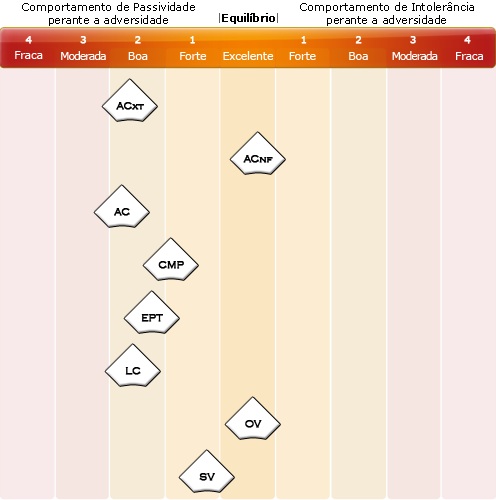 Comportamento de Passividade
perante a adversidade
|Equilíbrio|
Comportamento de Intolerância
perante a adversidade
4 3 2 1 1 2 3 4
Fraca Moderada Boa Forte Excelente Forte Boa Moderada Fraca
ACXT
ACNF
AC
CMP
EPT
LC
OV
SV